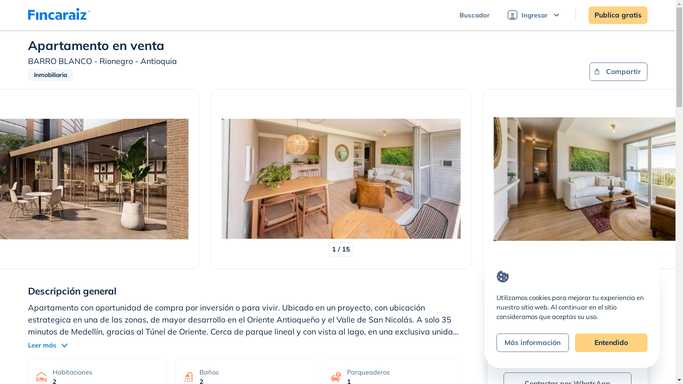 Fincaraiz
Buscador
Ingresar
Publica gratis
Apartamento en venta
BARRO BLANCO - Rionegro - Antioquia
Inmobiliaria
Compartir
1 / 15
Descripción general
Apartamento con oportunidad de compra por inversión o para vivir. Ubicado en un proyecto, con ubicación
estrategica en una de las zonas, de mayor desarrollo en el Oriente Antioqueño y el Valle de San Nicolás. A solo 35
minutos de Medellín, gracias al Túnel de Oriente. Cerca de parque lineal y con vista al lago, en una exclusiva unida...
Leer más
Habitaciones
2
Baños
2
Parqueaderos
1
Utilizamos cookies para mejorar tu experiencia en
nuestro sitio web. Al continuar en el sitio
consideramos que aceptas su uso.
Más información
Entendido
Contactar por WhatsApp